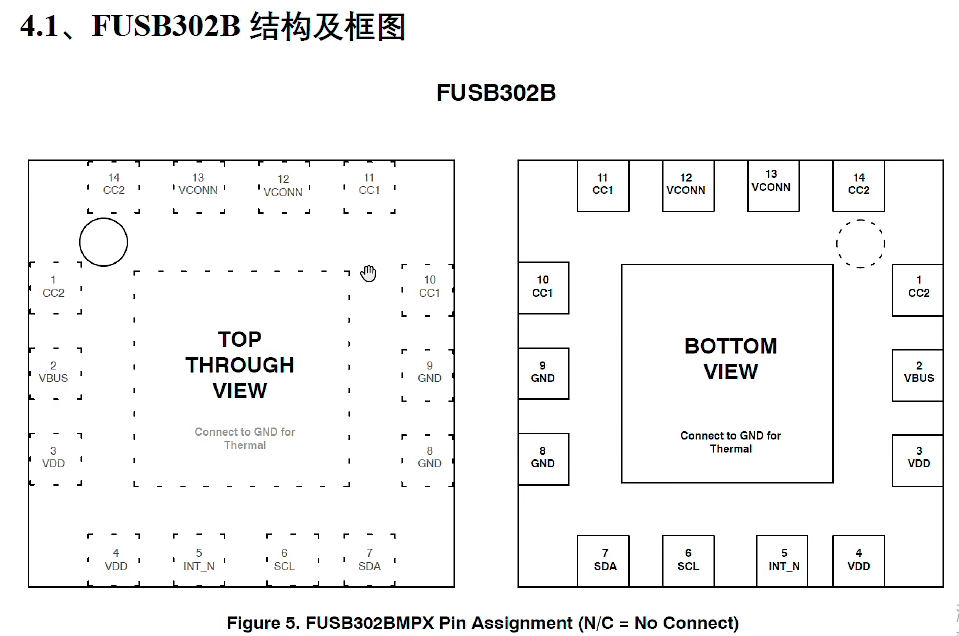 4.1、FUSB302B 结构及框图
FUSB302B
14
CC2
13
VCONN
12
VCONN
11
CC1
1
CC2
10
CC1
2
VBUS
9
GND
3
VDD
8
GND
TOP
THROUGH
VIEW
Connect to GND for
Thermal
4
VDD
5
INT_N
6
SCL
7
SDA
11
CC1
12
VCONN
13
VCONN
14
CC2
10
CC1
1
CC2
9
GND
2
VBUS
8
GND
3
VDD
BOTTOM
VIEW
Connect to GND for
Thermal
7
SDA
6
SCL
5
INT_N
4
VDD
Figure 5. FUSB302BMPX Pin Assignment (N/C = No Connect)